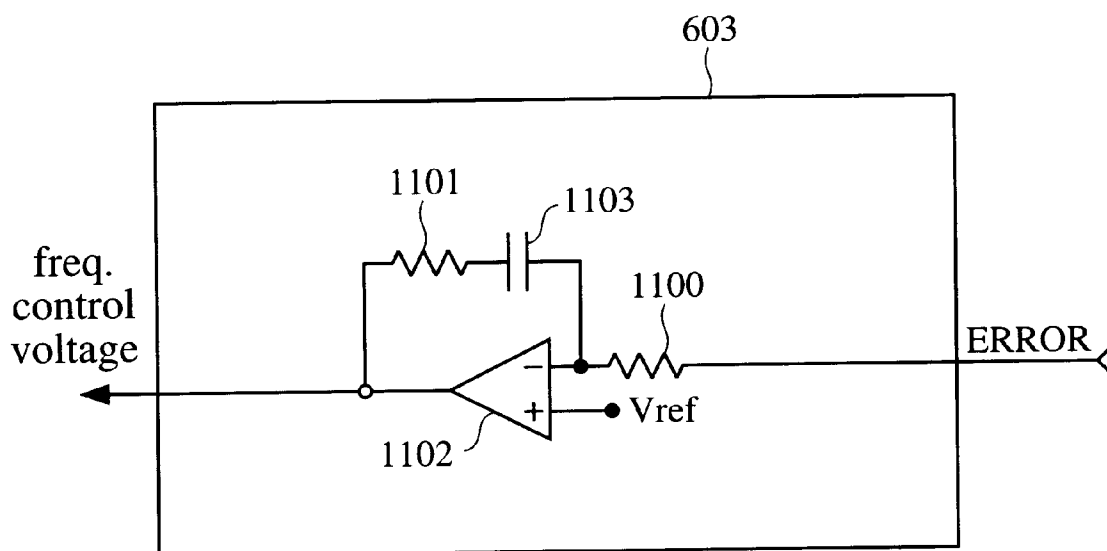 603
1101
1103
freq.
control
voltage
1100
ERROR
−
+
Vref
1102